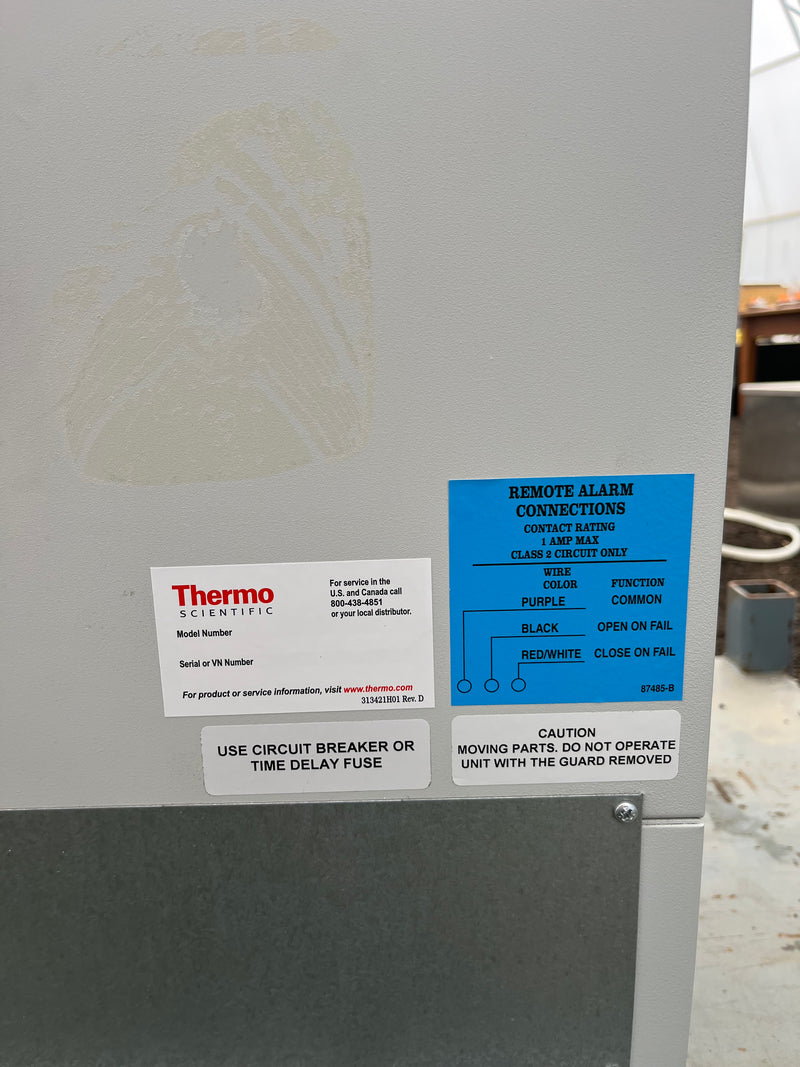 Thermo
SCIENTIFIC
For service in the
U.S. and Canada call
800-438-4851
or your local distributor.
Model Number
Serial or VN Number
For product or service information, visit www.thermo.com
313421H01 Rev. D
REMOTE ALARM
CONNECTIONS
CONTACT RATING
1 AMP MAX
CLASS 2 CIRCUIT ONLY
WIRE
COLOR FUNCTION
PURPLE COMMON
BLACK OPEN ON FAIL
RED/WHITE CLOSE ON FAIL
87485-B
USE CIRCUIT BREAKER OR
TIME DELAY FUSE
CAUTION
MOVING PARTS. DO NOT OPERATE
UNIT WITH THE GUARD REMOVED